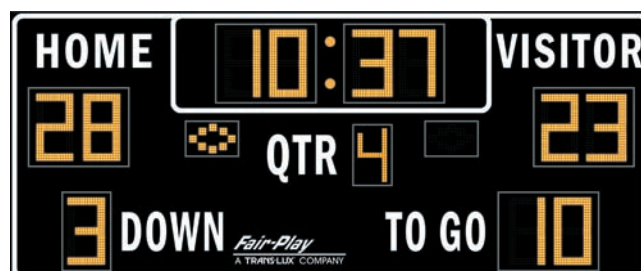 HOME 10:37 VISITOR
28 QTR 4 23
3 DOWN Fair-Play TO GO 10
A TRANS-LUX COMPANY